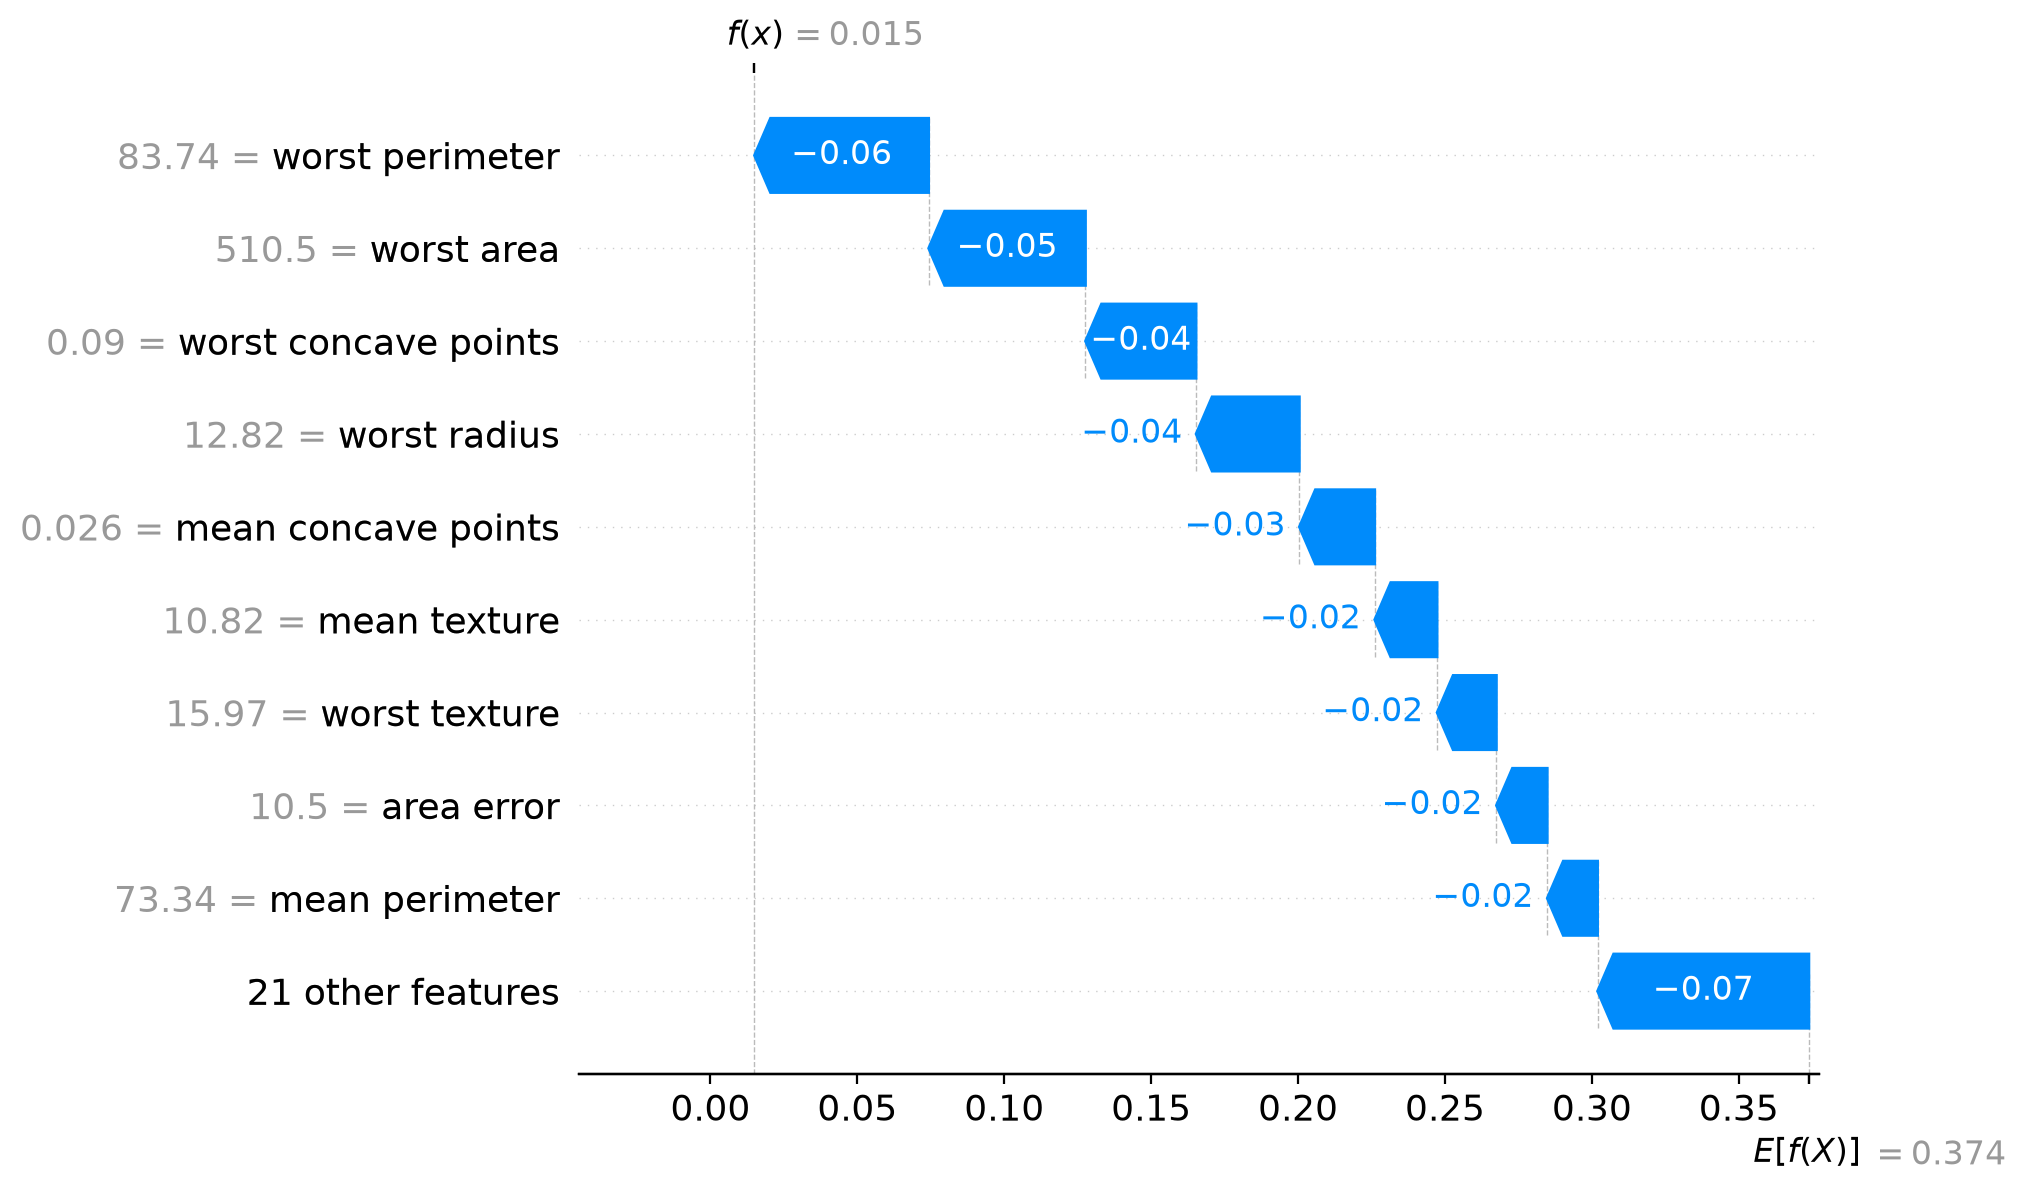 f(x) = 0.015
83.74 = worst perimeter −0.06
510.5 = worst area −0.05
0.09 = worst concave points −0.04
12.82 = worst radius −0.04
0.026 = mean concave points −0.03
10.82 = mean texture −0.02
15.97 = worst texture −0.02
10.5 = area error −0.02
73.34 = mean perimeter −0.02
21 other features −0.07
0.00 0.05 0.10 0.15 0.20 0.25 0.30 0.35
E[f(X)] = 0.374